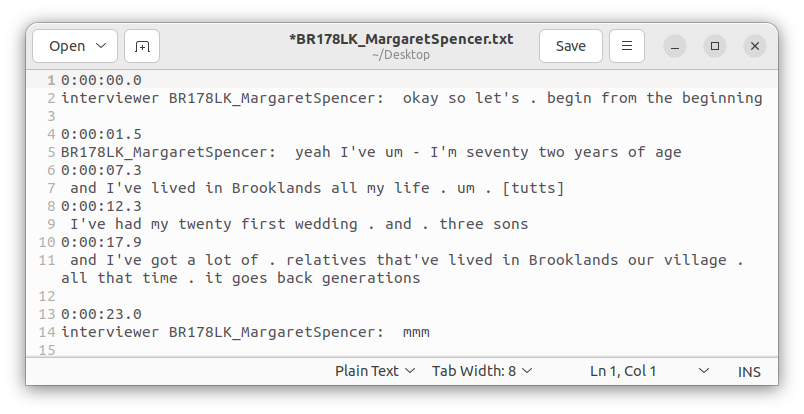 Open
*BR178LK_MargaretSpencer.txt
~/Desktop
Save
1 0:00:00.0
2 interviewer BR178LK_MargaretSpencer:  okay so let's . begin from the beginning
3
4 0:00:01.5
5 BR178LK_MargaretSpencer:  yeah I've um - I'm seventy two years of age
6 0:00:07.3
7  and I've lived in Brooklands all my life . um . [tutts]
8 0:00:12.3
9  I've had my twenty first wedding . and . three sons
10 0:00:17.9
11  and I've got a lot of . relatives that've lived in Brooklands our village .
all that time . it goes back generations
12
13 0:00:23.0
14 interviewer BR178LK_MargaretSpencer:  mmm
15
Plain Text Tab Width: 8 Ln 1, Col 1 INS